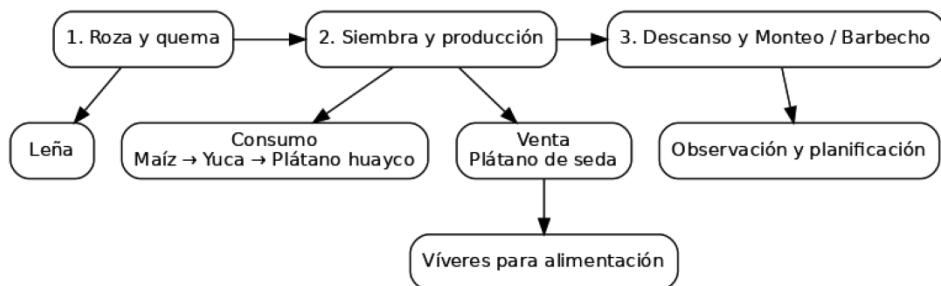 1. Roza y quema
2. Siembra y producción
3. Descanso y Monteo / Barbecho
Leña
Consumo
Maíz → Yuca → Plátano huayco
Venta
Plátano de seda
Observación y planificación
Víveres para alimentación